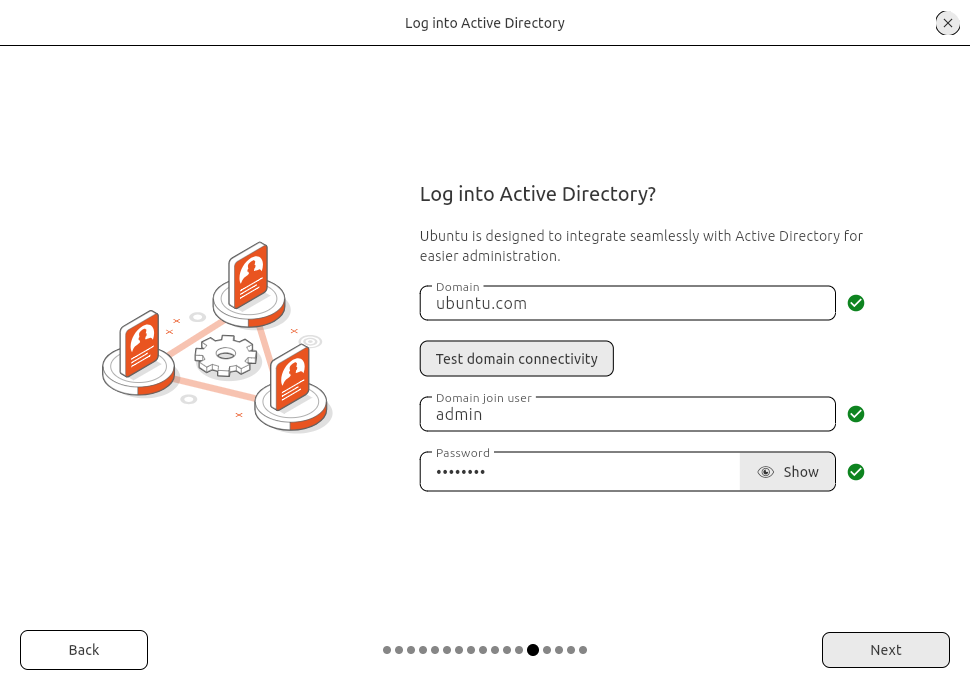 Log into Active Directory
Log into Active Directory?
Ubuntu is designed to integrate seamlessly with Active Directory for
easier administration.
Domain
ubuntu.com
Test domain connectivity
Domain join user
admin
Password
••••••••
Show
Back
Next